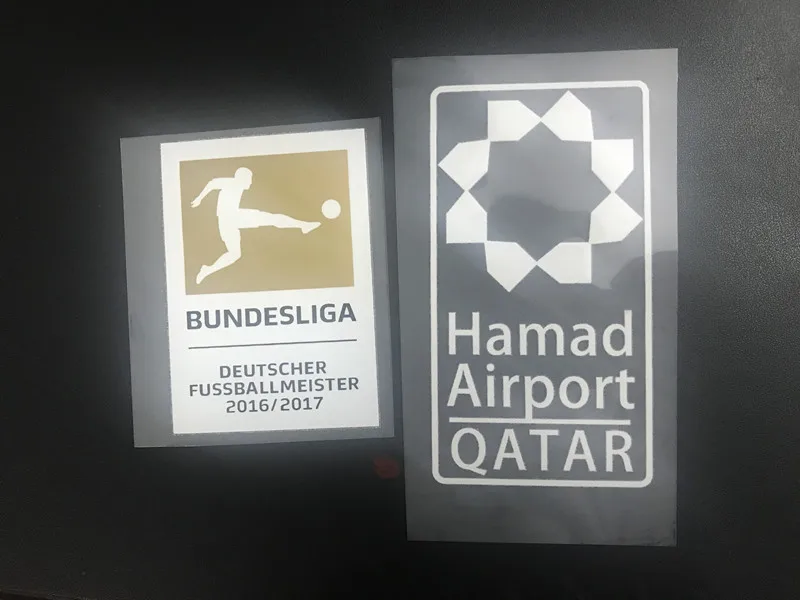 BUNDESLIGA
DEUTSCHER
FUSSBALLMEISTER
2016/2017
Hamad
Airport
QATAR